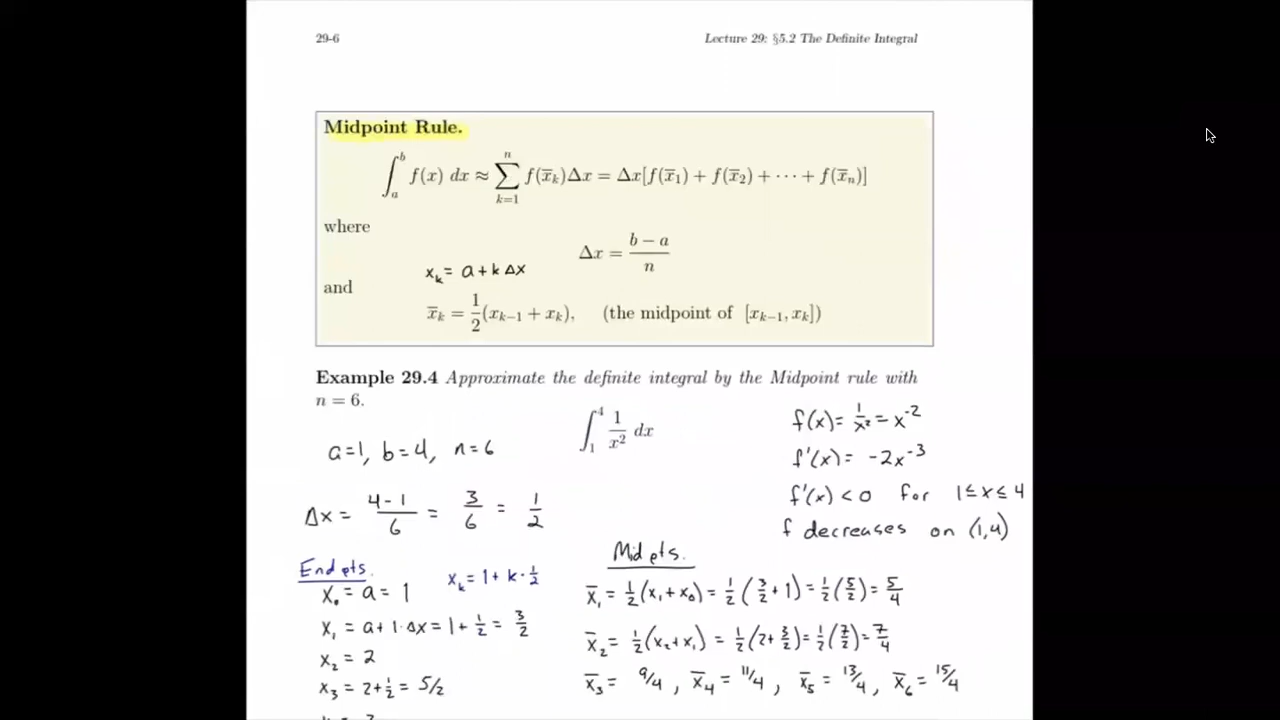 29-6 Lecture 29: §5.2 The Definite Integral
Midpoint Rule.
∫_a^b f(x) dx ≈ ∑_{k=1}^n f(x̅_k)Δx = Δx[f(x̅_1) + f(x̅_2) + ⋯ + f(x̅_n)]
where
Δx = (b − a)/n
x_k = a + k Δx
and
x̅_k = 1/2(x_{k−1} + x_k), (the midpoint of [x_{k−1}, x_k])
Example 29.4 Approximate the definite integral by the Midpoint rule with
n = 6.
∫_1^4 1/x² dx
a=1, b=4, n=6
Δx = (4-1)/6 = 3/6 = 1/2
f(x) = 1/x² = x^-2
f'(x) = -2x^-3
f'(x) < 0 for 1≤x≤4
f decreases on (1,4)
End pts.
x_k = 1 + k·1/2
x_0 = a = 1
x_1 = a + 1·Δx = 1 + 1/2 = 3/2
x_2 = 2
x_3 = 2+1/2 = 5/2
Mid pts.
x̅_1 = 1/2(x_1 + x_0) = 1/2(3/2 + 1) = 1/2(5/2) = 5/4
x̅_2 = 1/2(x_2 + x_1) = 1/2(2 + 3/2) = 1/2(7/2) = 7/4
x̅_3 = 9/4, x̅_4 = 11/4, x̅_5 = 13/4, x̅_6 = 15/4